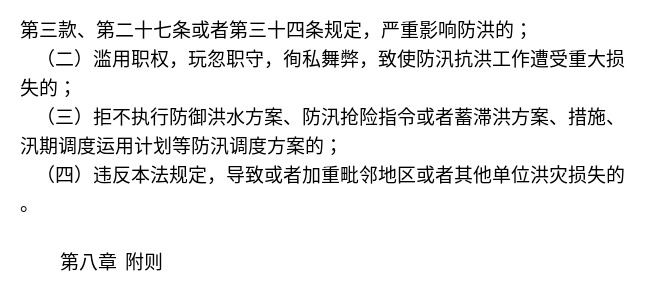 第三款、第二十七条或者第三十四条规定，严重影响防洪的；
（二）滥用职权，玩忽职守，徇私舞弊，致使防汛抗洪工作遭受重大损
失的；
（三）拒不执行防御洪水方案、防汛抢险指令或者蓄滞洪方案、措施、
汛期调度运用计划等防汛调度方案的；
（四）违反本法规定，导致或者加重毗邻地区或者其他单位洪灾损失的
。
第八章 附则